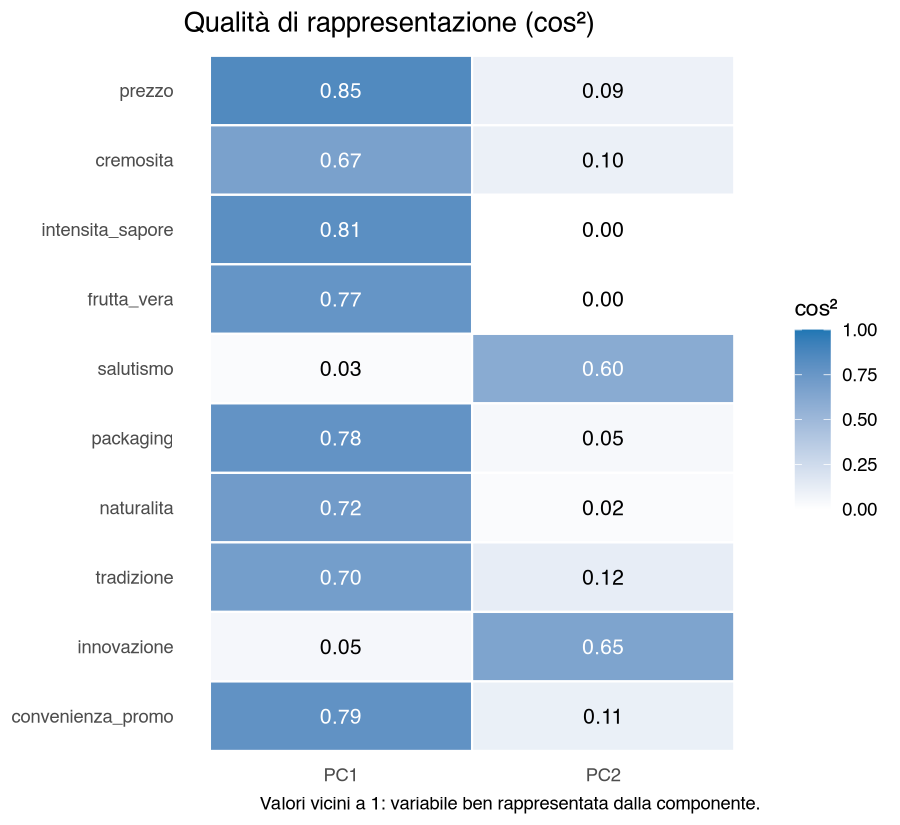 Qualità di rappresentazione (cos²)
prezzo 0.85 0.09
cremosita 0.67 0.10
intensita_sapore 0.81 0.00
frutta_vera 0.77 0.00
salutismo 0.03 0.60
packaging 0.78 0.05
naturalita 0.72 0.02
tradizione 0.70 0.12
innovazione 0.05 0.65
convenienza_promo 0.79 0.11
PC1 PC2
Valori vicini a 1: variabile ben rappresentata dalla componente.
cos²
1.00
0.75
0.50
0.25
0.00